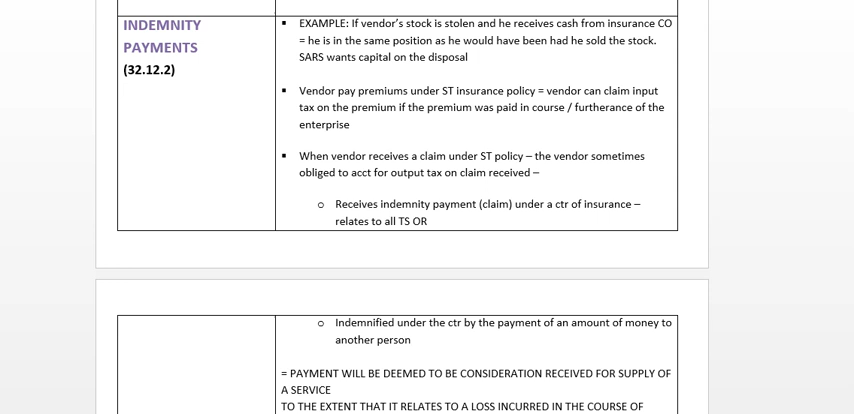 INDEMNITY
PAYMENTS
(32.12.2)
▪ EXAMPLE: If vendor's stock is stolen and he receives cash from insurance CO
= he is in the same position as he would have been had he sold the stock.
SARS wants capital on the disposal
▪ Vendor pay premiums under ST insurance policy = vendor can claim input
tax on the premium if the premium was paid in course / furtherance of the
enterprise
▪ When vendor receives a claim under ST policy – the vendor sometimes
obliged to acct for output tax on claim received –
o Receives indemnity payment (claim) under a ctr of insurance –
relates to all TS OR
o Indemnified under the ctr by the payment of an amount of money to
another person
= PAYMENT WILL BE DEEMED TO BE CONSIDERATION RECEIVED FOR SUPPLY OF
A SERVICE
TO THE EXTENT THAT IT RELATES TO A LOSS INCURRED IN THE COURSE OF